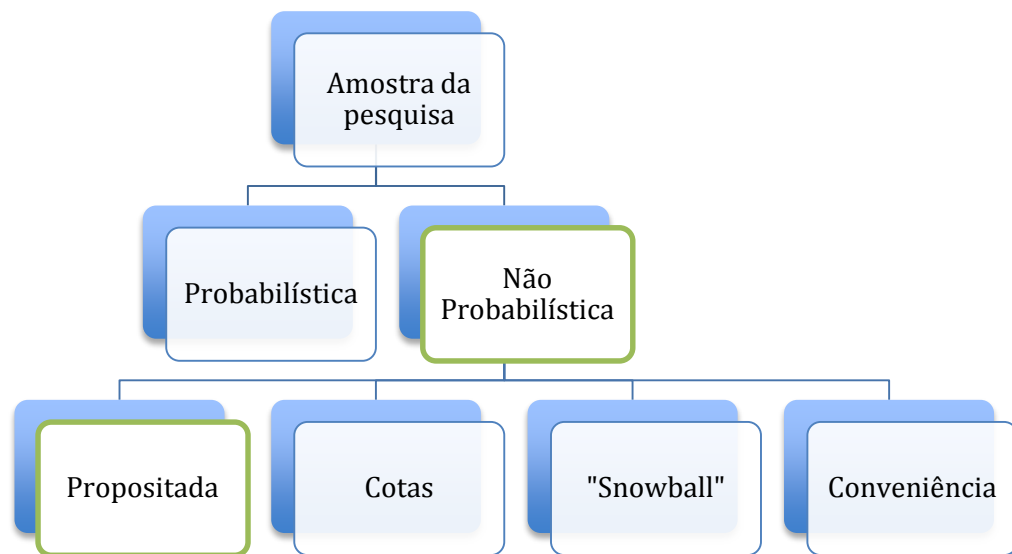 Amostra da
pesquisa
Probabilística
Não
Probabilística
Propositada
Cotas
"Snowball"
Conveniência